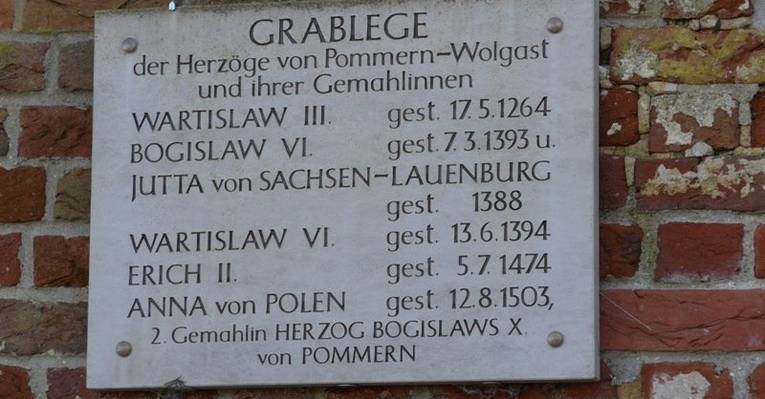 GRABLEGE
der Herzöge von Pommern-Wolgast
und ihrer Gemahlinnen
WARTISLAW III. gest. 17.5.1264
BOGISLAW VI. gest. 7.3.1393 u.
JUTTA von SACHSEN-LAUENBURG
gest. 1388
WARTISLAW VI. gest. 13.6.1394
ERICH II. gest. 5.7.1474
ANNA von POLEN gest. 12.8.1503,
2. Gemahlin HERZOG BOGISLAWS X.
von POMMERN